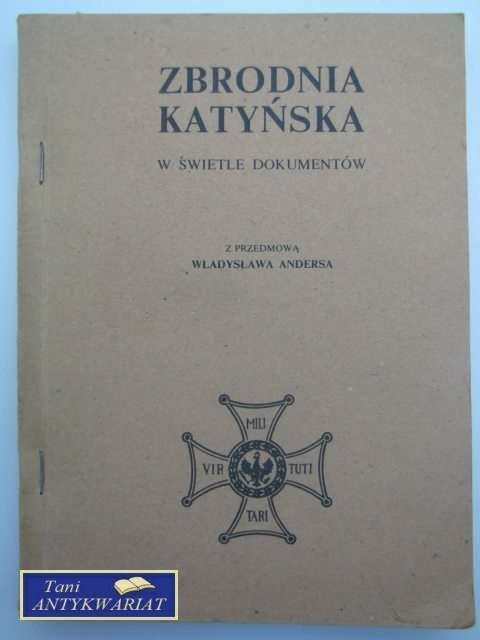 ZBRODNIA
KATYŃSKA
W ŚWIETLE DOKUMENTÓW
Z PRZEDMOWĄ
WŁADYSŁAWA ANDERSA
MILI
VIR TUTI
TARI
Tani
ANTYKWARIAT